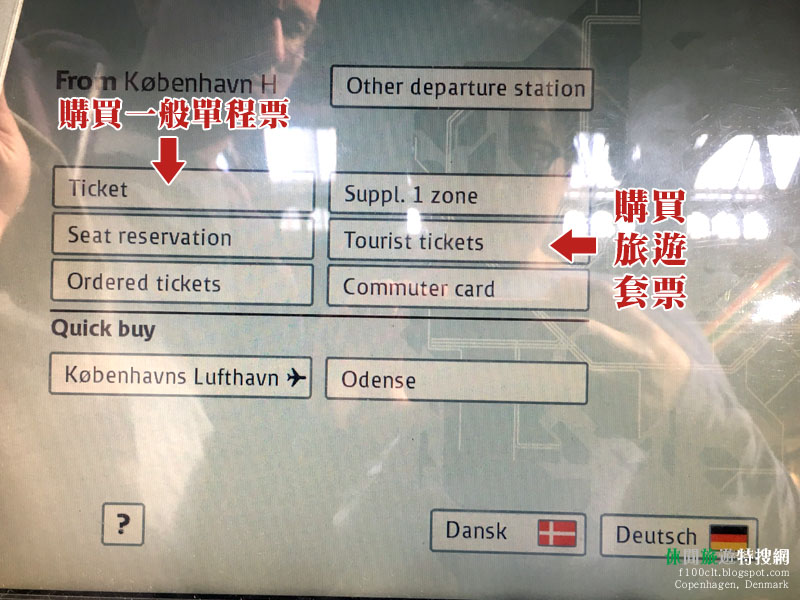 From København H
Other departure station
購買一般單程票
Ticket
Suppl. 1 zone
購買
旅遊
套票
Seat reservation
Tourist tickets
Ordered tickets
Commuter card
Quick buy
Københavns Lufthavn
Odense
?
Dansk
Deutsch
休閒旅遊特搜網
f100clt.blogspot.com
Copenhagen, Denmark